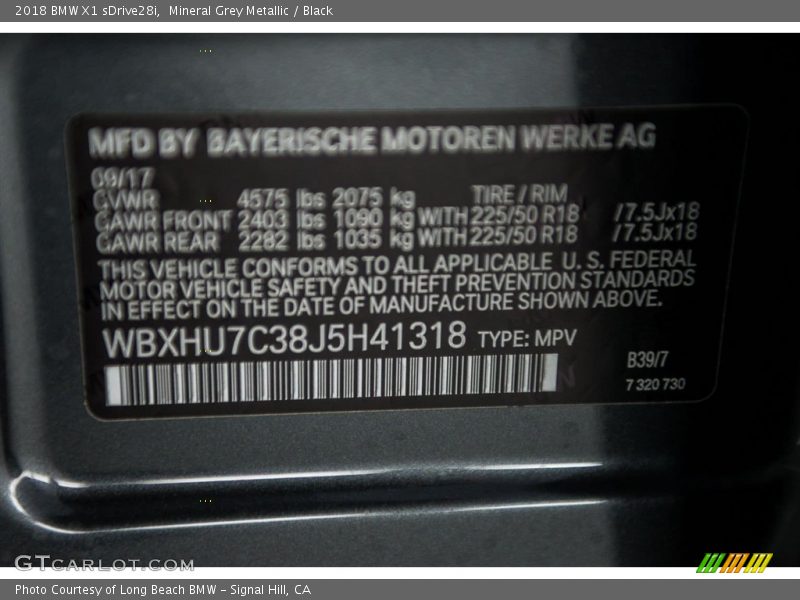 2018 BMW X1 sDrive28i,  Mineral Grey Metallic / Black
MFD BY BAYERISCHE MOTOREN WERKE AG
09/17
GVWR 4575 lbs 2075 kg TIRE / RIM
GAWR FRONT 2403 lbs 1090 kg WITH 225/50 R18 /7.5Jx18
GAWR REAR 2282 lbs 1035 kg WITH 225/50 R18 /7.5Jx18
THIS VEHICLE CONFORMS TO ALL APPLICABLE U. S. FEDERAL
MOTOR VEHICLE SAFETY AND THEFT PREVENTION STANDARDS
IN EFFECT ON THE DATE OF MANUFACTURE SHOWN ABOVE.
WBXHU7C38J5H41318 TYPE: MPV
B39/7
7 320 730
GTCARLOT.COM
Photo Courtesy of Long Beach BMW – Signal Hill, CA